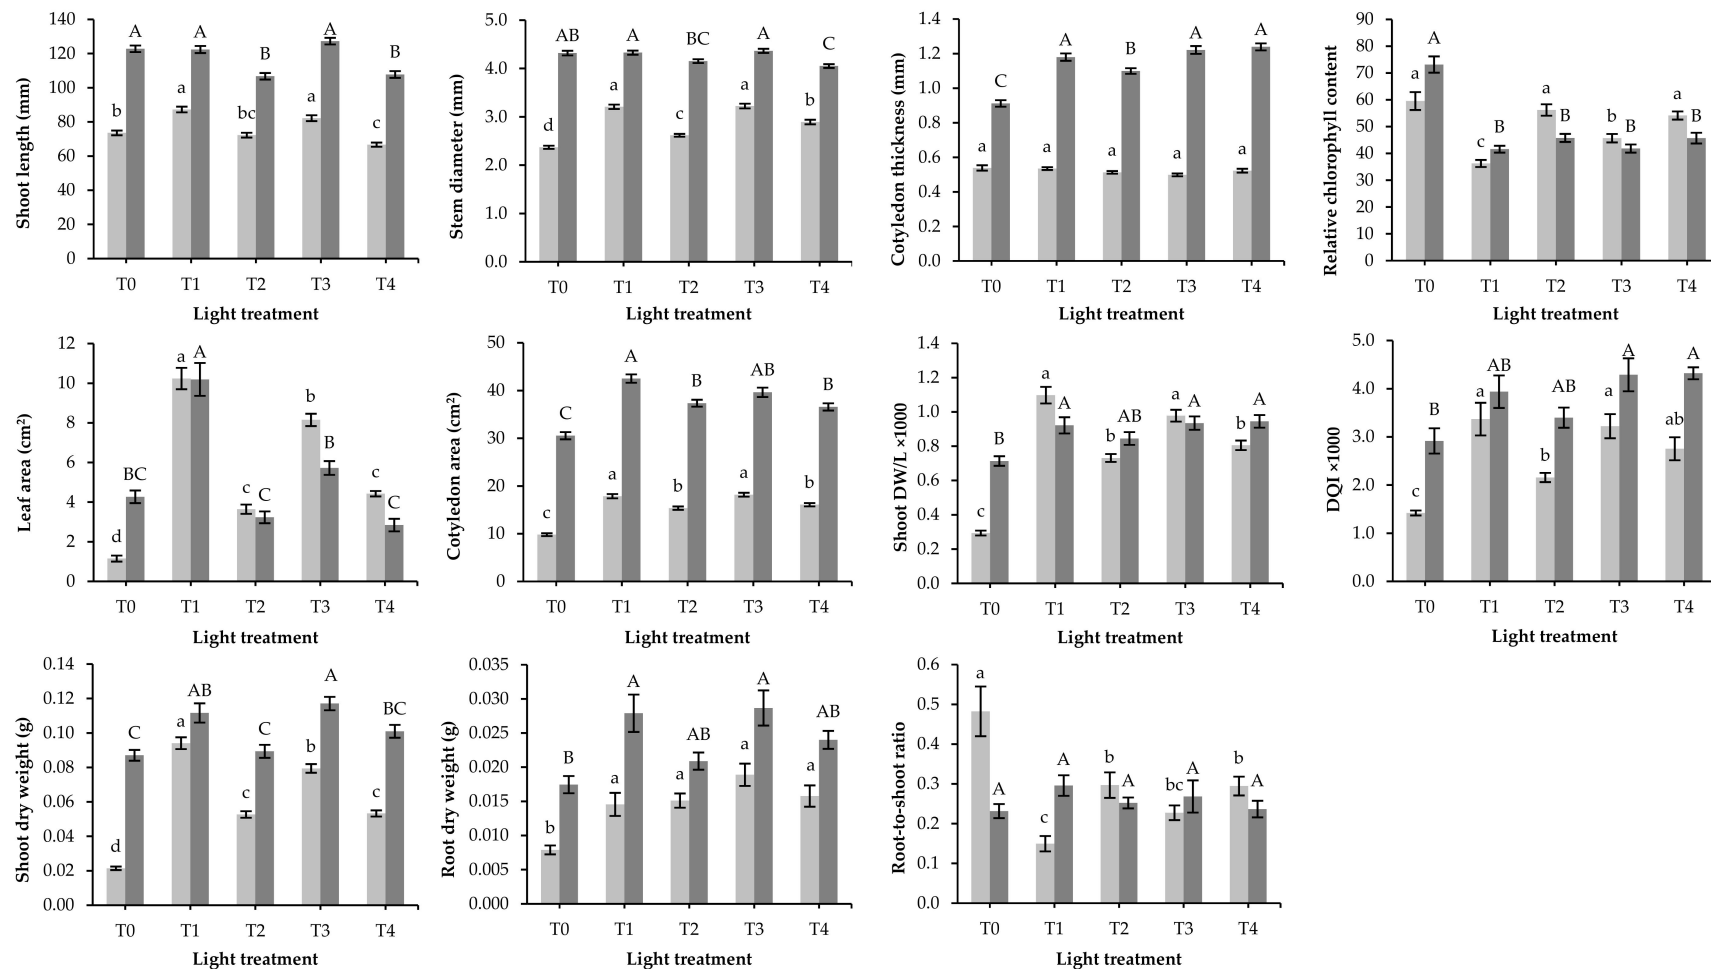 Shoot length (mm)
140
120
100
80
60
40
20
0
b
A
a
A
bc
B
a
A
c
B
T0 T1 T2 T3 T4
Light treatment
Stem diameter (mm)
5.0
4.0
3.0
2.0
1.0
0.0
d
AB
a
A
c
BC
a
A
b
C
T0 T1 T2 T3 T4
Light treatment
Cotyledon thickness (mm)
1.4
1.2
1.0
0.8
0.6
0.4
0.2
0.0
a
C
a
A
a
B
a
A
a
A
T0 T1 T2 T3 T4
Light treatment
Relative chlorophyll content
90
80
70
60
50
40
30
20
10
0
a
A
c
B
a
B
b
B
a
B
T0 T1 T2 T3 T4
Light treatment
Leaf area (cm²)
12
10
8
6
4
2
0
d
BC
a
A
c
C
b
B
c
C
T0 T1 T2 T3 T4
Light treatment
Cotyledon area (cm²)
50
40
30
20
10
0
c
C
a
A
b
B
a
AB
b
B
T0 T1 T2 T3 T4
Light treatment
Shoot DW/L ×1000
1.4
1.2
1.0
0.8
0.6
0.4
0.2
0.0
c
B
a
A
b
AB
a
A
b
A
T0 T1 T2 T3 T4
Light treatment
DQI ×1000
5.0
4.0
3.0
2.0
1.0
0.0
c
B
a
AB
b
AB
a
A
ab
A
T0 T1 T2 T3 T4
Light treatment
Shoot dry weight (g)
0.14
0.12
0.10
0.08
0.06
0.04
0.02
0.00
d
C
a
AB
c
C
b
A
c
BC
T0 T1 T2 T3 T4
Light treatment
Root dry weight (g)
0.035
0.030
0.025
0.020
0.015
0.010
0.005
0.000
b
B
a
A
a
AB
a
A
a
AB
T0 T1 T2 T3 T4
Light treatment
Root-to-shoot ratio
0.6
0.5
0.4
0.3
0.2
0.1
0.0
a
A
c
A
b
A
bc
A
b
A
T0 T1 T2 T3 T4
Light treatment